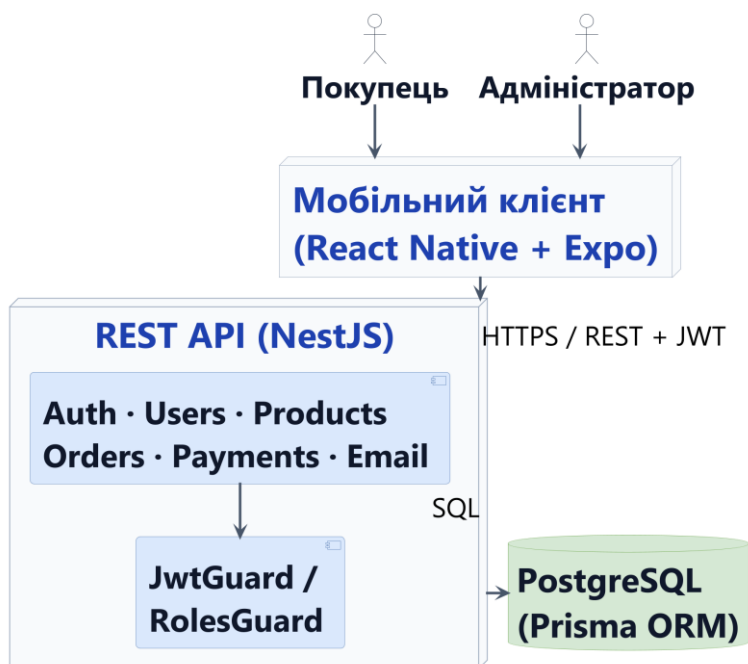 Покупець
Адміністратор
Мобільний клієнт
(React Native + Expo)
REST API (NestJS)
HTTPS / REST + JWT
Auth · Users · Products
Orders · Payments · Email
SQL
JwtGuard /
RolesGuard
PostgreSQL
(Prisma ORM)